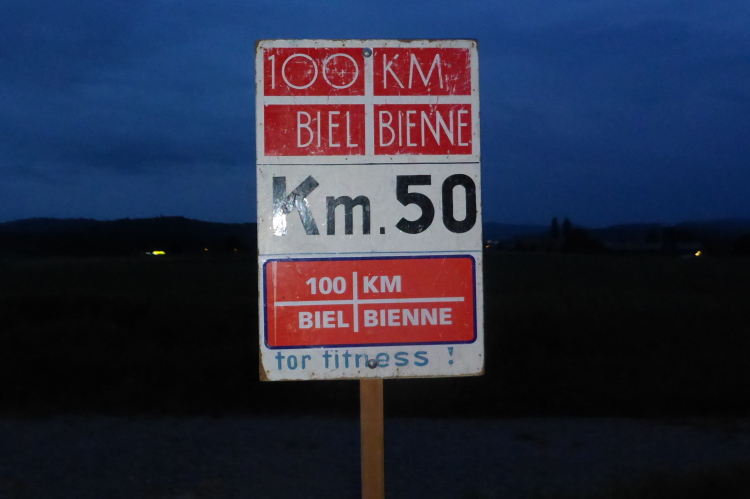 100 KM
BIEL BIENNE
Km. 50
100 KM
BIEL BIENNE
for fitness !